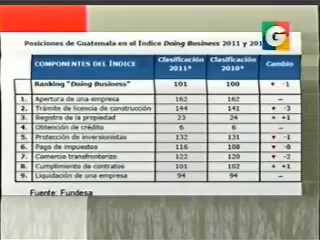 Posiciones de Guatemala en el Índice Doing Business 2011 y 201
G
COMPONENTES DEL ÍNDICE Clasificación 2011* Clasificación 2010* Cambio
Ranking "Doing Business" 101 100 ▼ -1
1. Apertura de una empresa 162 162 –
2. Trámite de licencia de construcción 144 141 ▼ -3
3. Registro de la propiedad 23 24 ▲ +1
4. Obtención de crédito 6 6 –
5. Protección de inversionistas 132 131 ▼ -1
6. Pago de impuestos 116 108 ▼ -8
7. Comercio transfronterizo 122 120 ▼ -2
8. Cumplimiento de contratos 101 102 ▲ +1
9. Liquidación de una empresa 94 94 –
Fuente: Fundesa